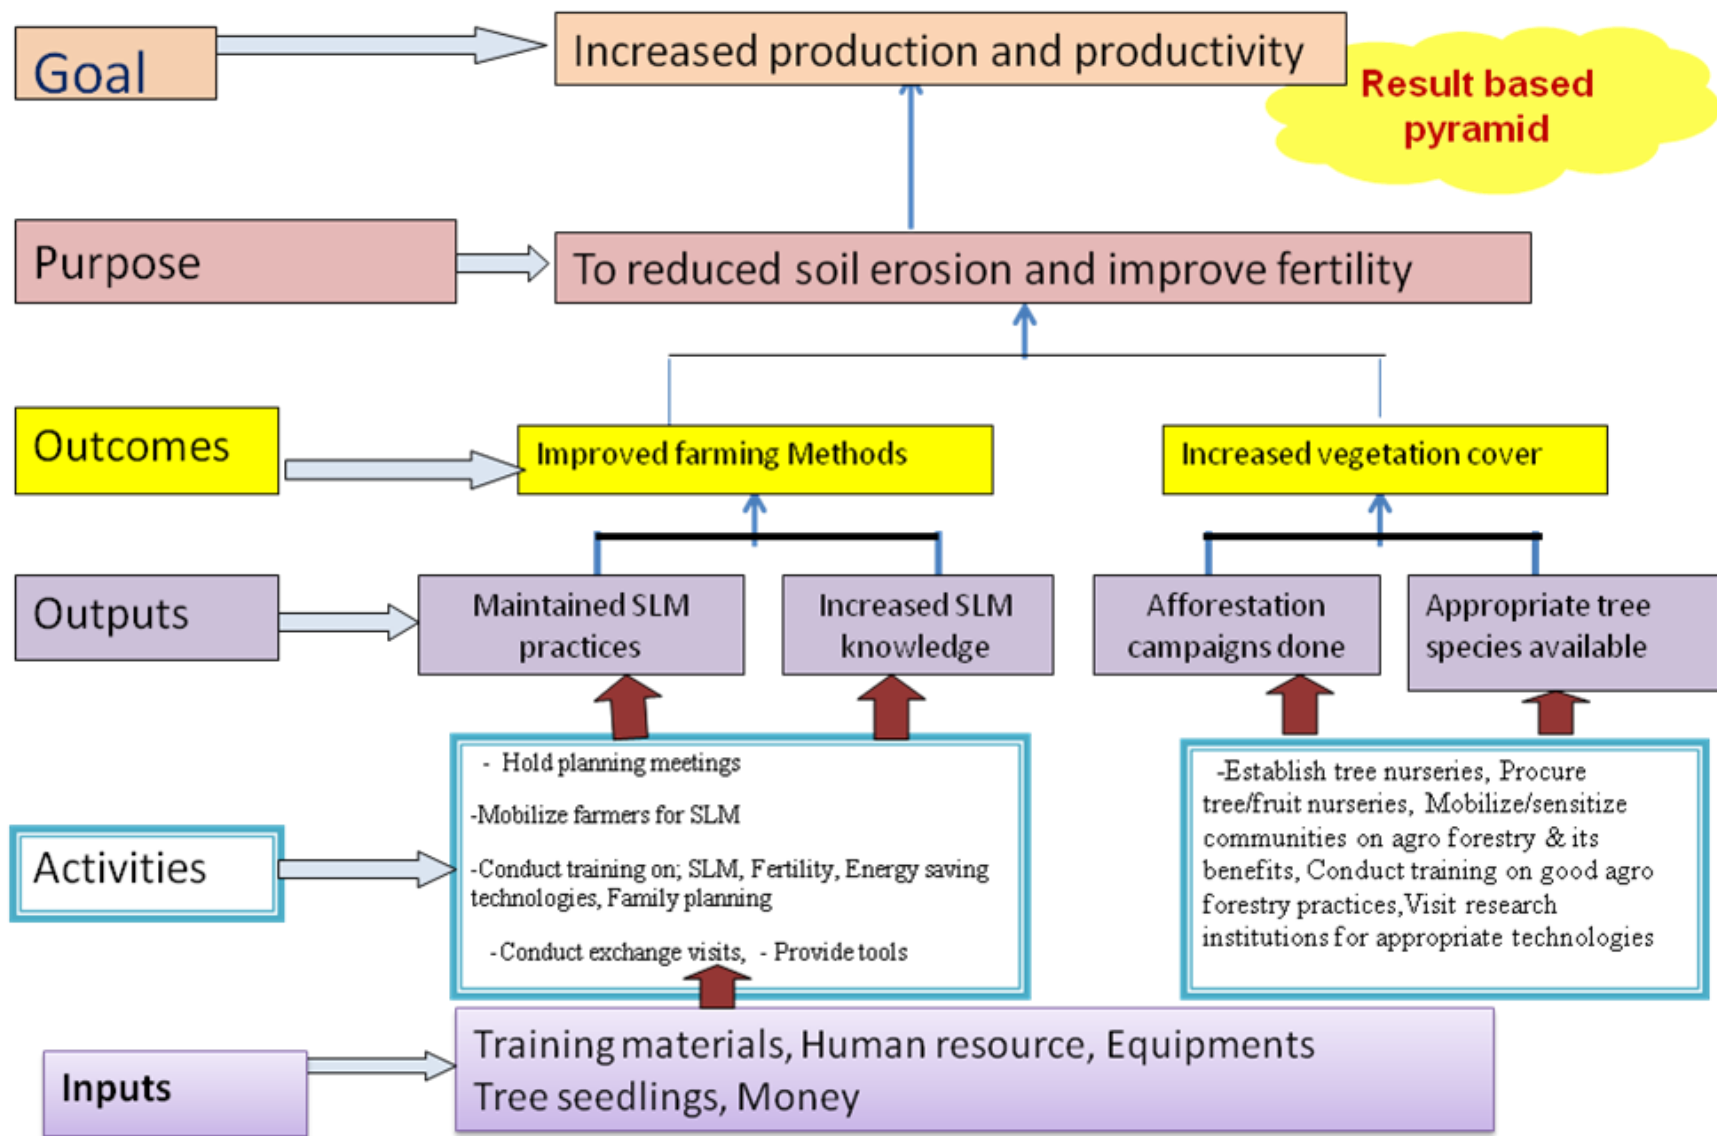 Goal
Increased production and productivity
Result based
pyramid
Purpose
To reduced soil erosion and improve fertility
Outcomes
Improved farming Methods
Increased vegetation cover
Outputs
Maintained SLM
practices
Increased SLM
knowledge
Afforestation
campaigns done
Appropriate tree
species available
Activities
- Hold planning meetings
-Mobilize farmers for SLM
-Conduct training on; SLM, Fertility, Energy saving
technologies, Family planning
-Conduct exchange visits, - Provide tools
-Establish tree nurseries, Procure
tree/fruit nurseries, Mobilize/sensitize
communities on agro forestry & its
benefits, Conduct training on good agro
forestry practices,Visit research
institutions for appropriate technologies
Inputs
Training materials, Human resource, Equipments
Tree seedlings, Money